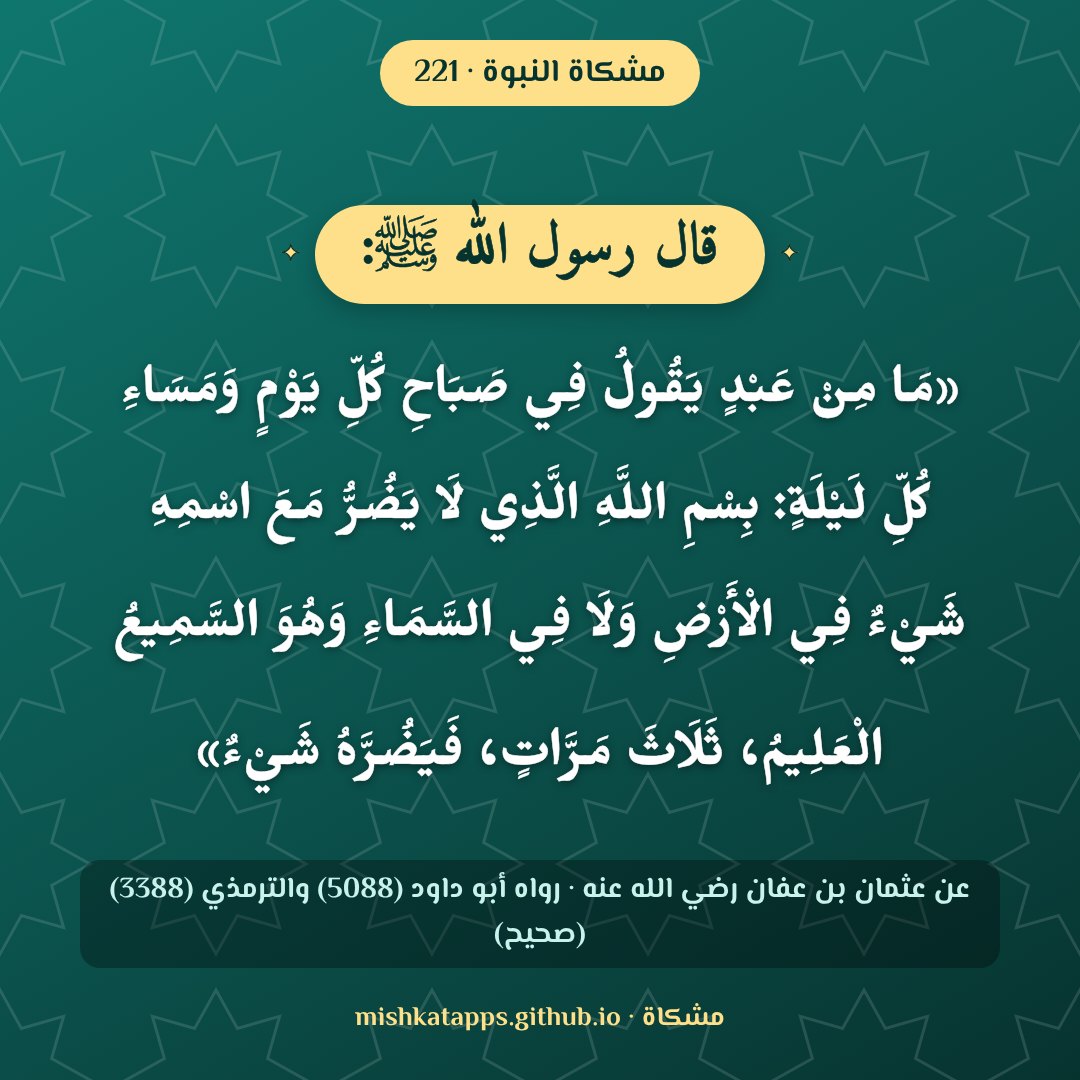 مشكاة النبوة · 221
قال رسول الله ﷺ:
«مَا مِنْ عَبْدٍ يَقُولُ فِي صَبَاحِ كُلِّ يَوْمٍ وَمَسَاءِ
كُلِّ لَيْلَةٍ: بِسْمِ اللَّهِ الَّذِي لَا يَضُرُّ مَعَ اسْمِهِ
شَيْءٌ فِي الْأَرْضِ وَلَا فِي السَّمَاءِ وَهُوَ السَّمِيعُ
الْعَلِيمُ، ثَلَاثَ مَرَّاتٍ، فَيَضُرَّهُ شَيْءٌ»
عن عثمان بن عفان رضي الله عنه · رواه أبو داود (5088) والترمذي (3388)
(صحيح)
مشكاة · mishkatapps.github.io